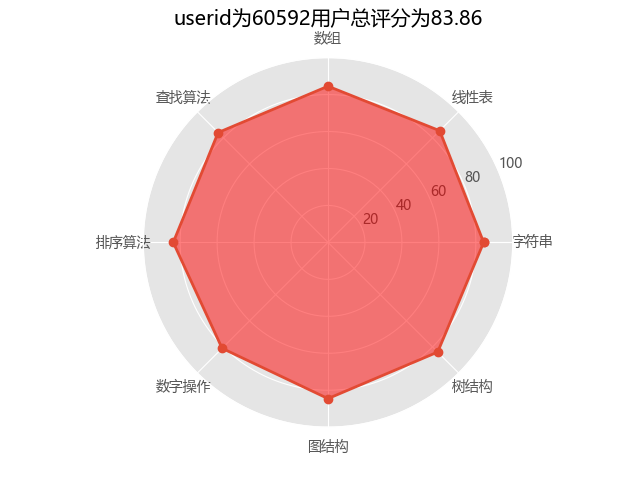 userid为60592用户总评分为83.86
数组
查找算法
线性表
100
80
60
40
20
排序算法
字符串
数字操作
树结构
图结构